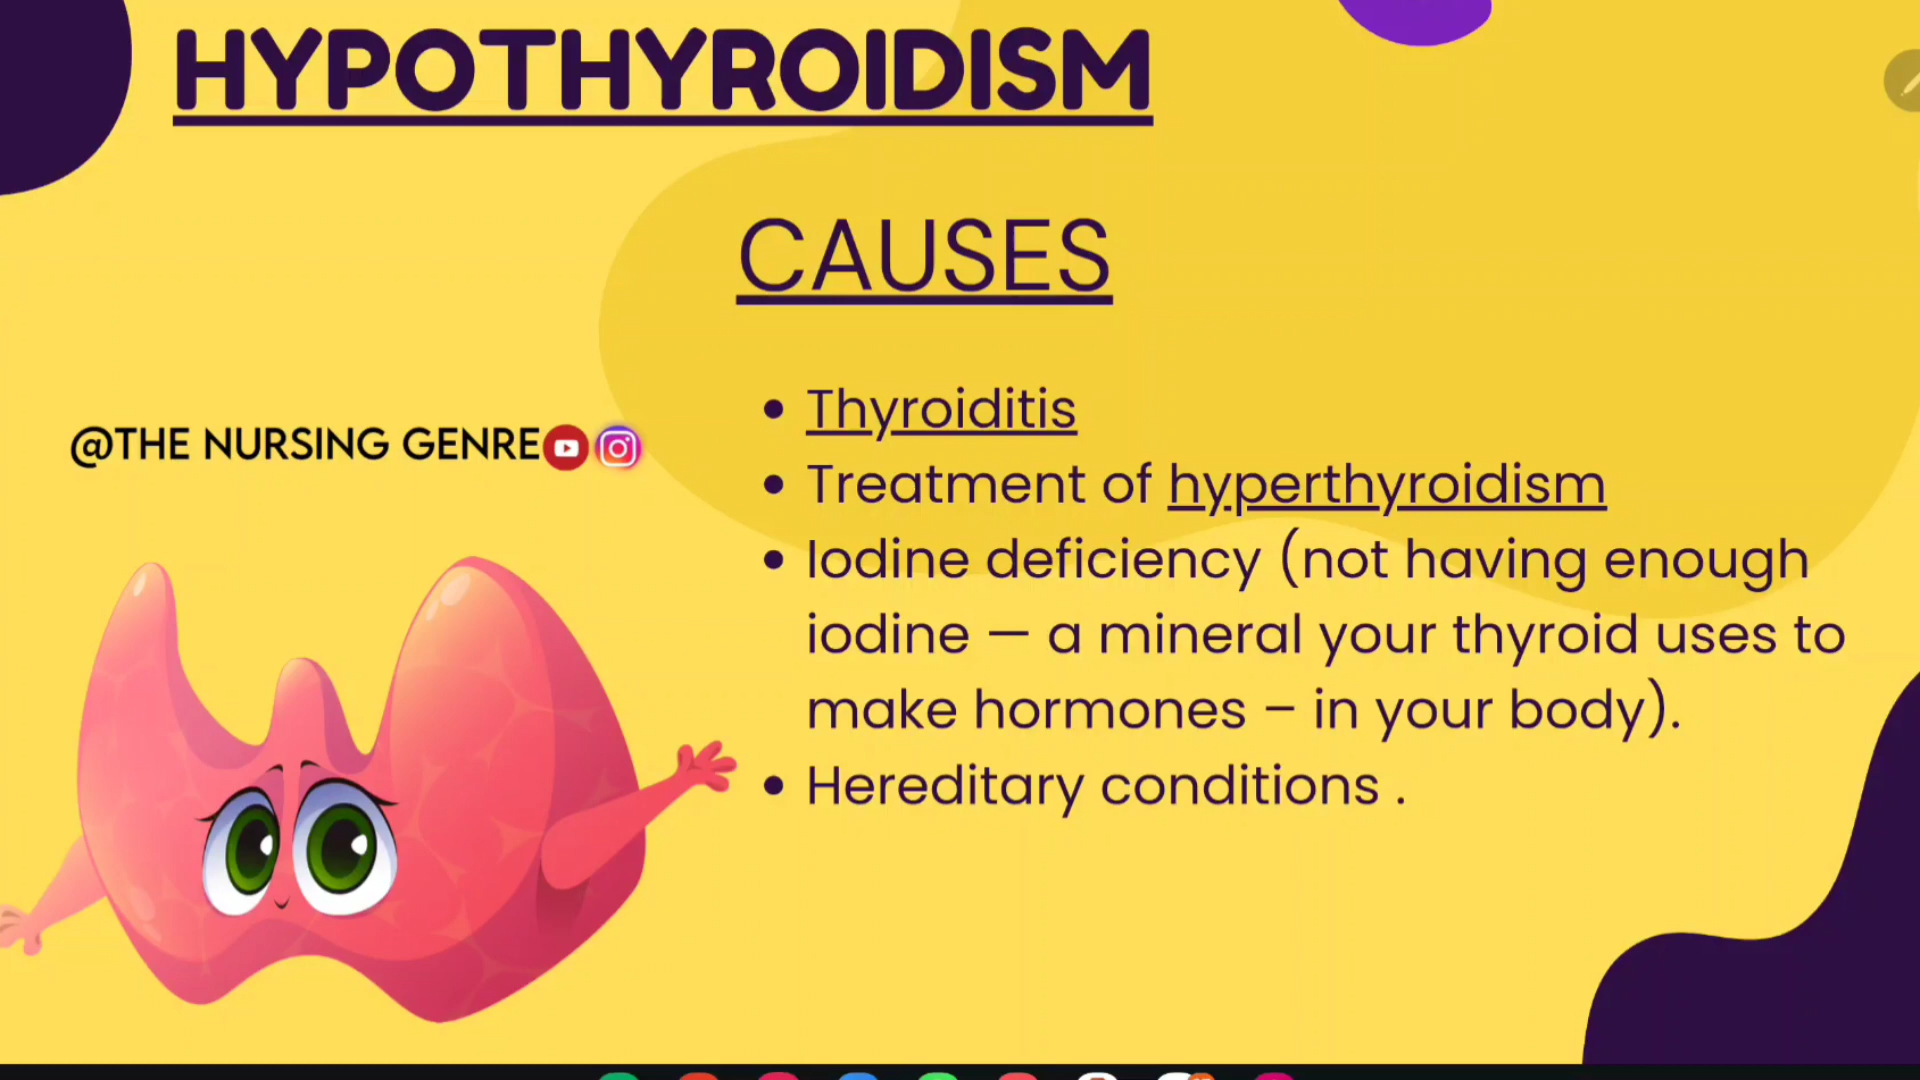 HYPOTHYROIDISM
CAUSES
@THE NURSING GENRE
• Thyroiditis
• Treatment of hyperthyroidism
• Iodine deficiency (not having enough
iodine — a mineral your thyroid uses to
make hormones – in your body).
• Hereditary conditions .